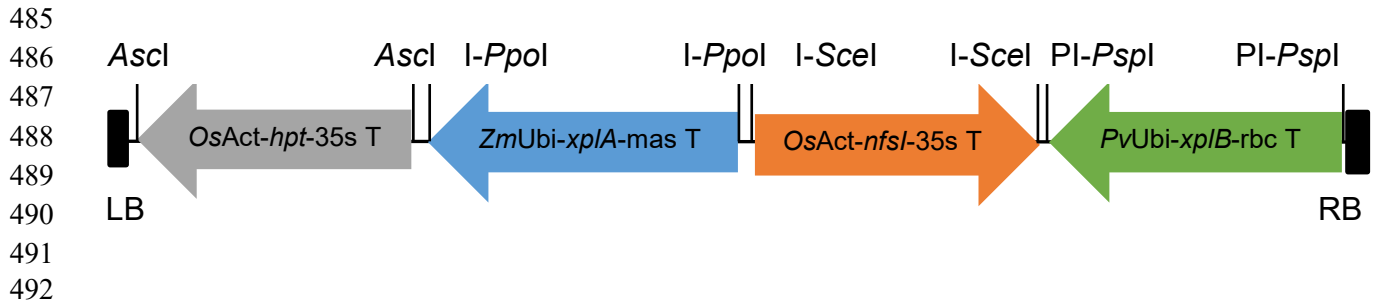 485
486 AscI AscI I-PpoI I-PpoI I-SceI I-SceI PI-PspI PI-PspI
487
488 OsAct-hpt-35s T ZmUbi-xplA-mas T OsAct-nfsI-35s T PvUbi-xplB-rbc T
489
490 LB RB
491
492